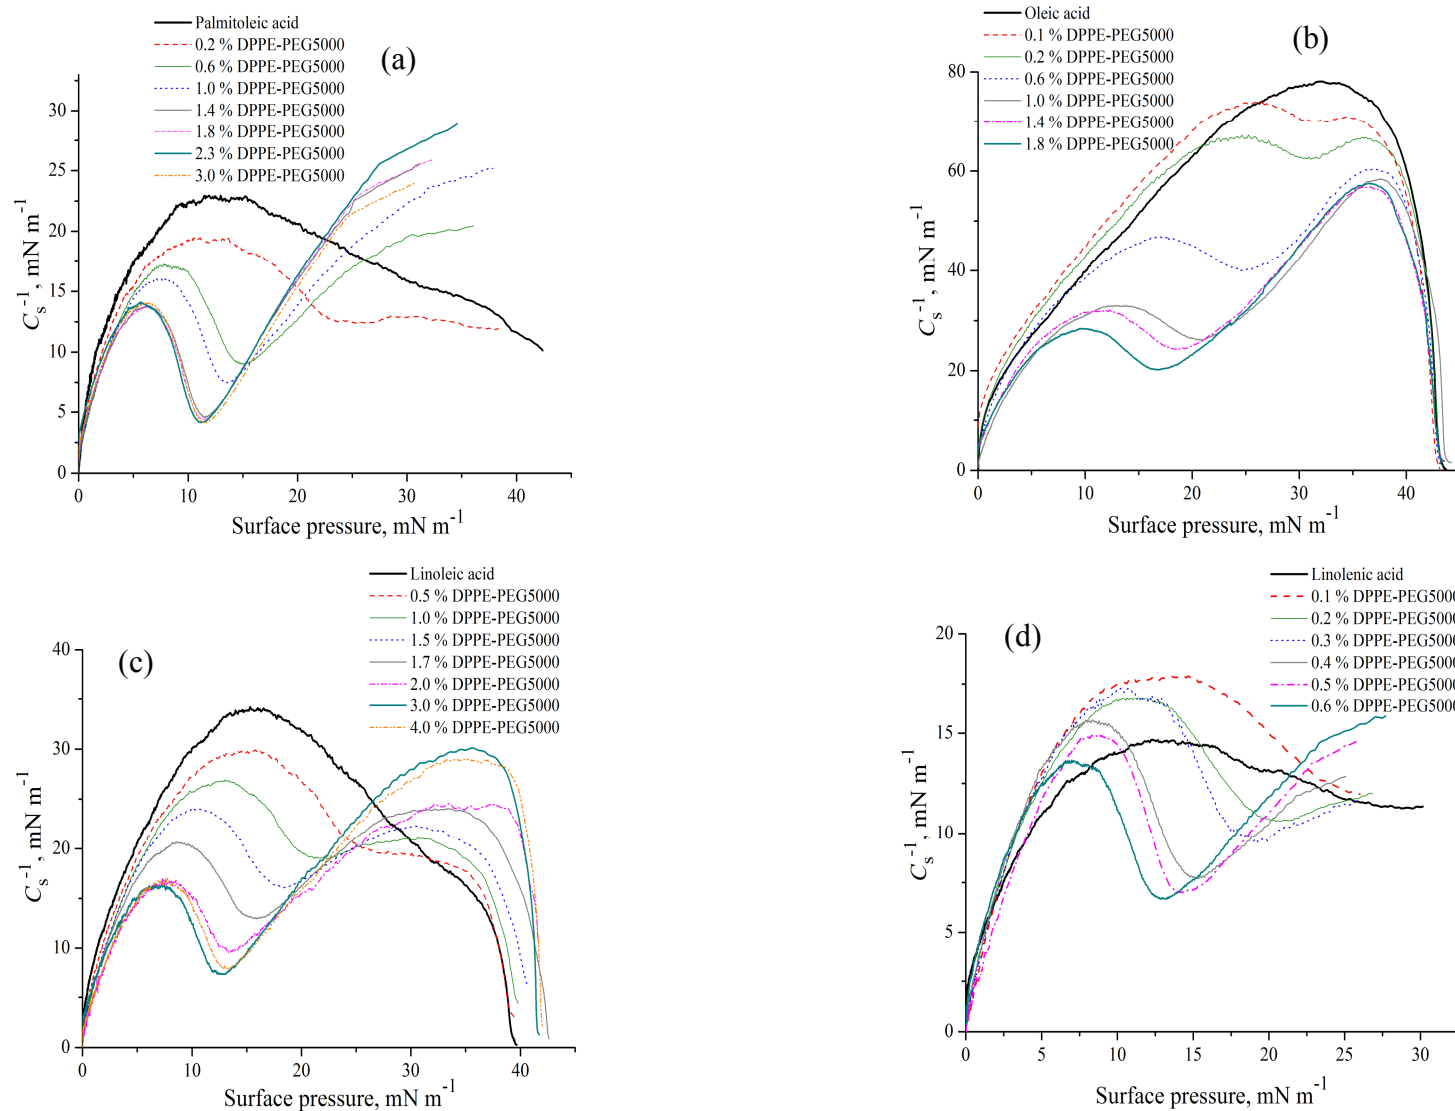 (a)
Palmitoleic acid
0.2 % DPPE-PEG5000
0.6 % DPPE-PEG5000
1.0 % DPPE-PEG5000
1.4 % DPPE-PEG5000
1.8 % DPPE-PEG5000
2.3 % DPPE-PEG5000
3.0 % DPPE-PEG5000
30
25
20
15
10
5
0
C_s^-1, mN m^-1
0 10 20 30 40
Surface pressure, mN m^-1
(b)
Oleic acid
0.1 % DPPE-PEG5000
0.2 % DPPE-PEG5000
0.6 % DPPE-PEG5000
1.0 % DPPE-PEG5000
1.4 % DPPE-PEG5000
1.8 % DPPE-PEG5000
80
60
40
20
0
C_s^-1, mN m^-1
0 10 20 30 40
Surface pressure, mN m^-1
(c)
Linoleic acid
0.5 % DPPE-PEG5000
1.0 % DPPE-PEG5000
1.5 % DPPE-PEG5000
1.7 % DPPE-PEG5000
2.0 % DPPE-PEG5000
3.0 % DPPE-PEG5000
4.0 % DPPE-PEG5000
40
30
20
10
0
C_s^-1, mN m^-1
0 10 20 30 40
Surface pressure, mN m^-1
(d)
Linolenic acid
0.1 % DPPE-PEG5000
0.2 % DPPE-PEG5000
0.3 % DPPE-PEG5000
0.4 % DPPE-PEG5000
0.5 % DPPE-PEG5000
0.6 % DPPE-PEG5000
20
15
10
5
0
C_s^-1, mN m^-1
0 5 10 15 20 25 30
Surface pressure, mN m^-1